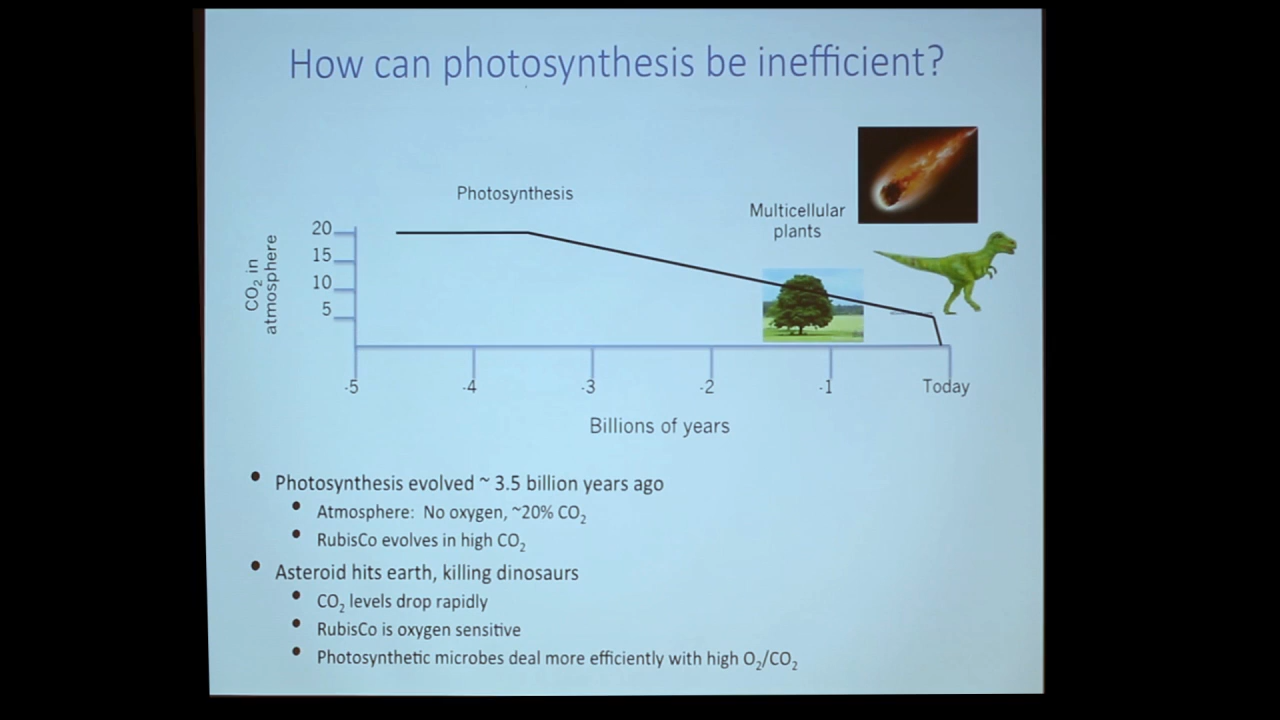 How can photosynthesis be inefficient?
Photosynthesis
Multicellular
plants
CO₂ in
atmosphere
20
15
10
5
-5
-4
-3
-2
-1
Today
Billions of years
• Photosynthesis evolved ~ 3.5 billion years ago
• Atmosphere: No oxygen, ~20% CO₂
• RubisCo evolves in high CO₂
• Asteroid hits earth, killing dinosaurs
• CO₂ levels drop rapidly
• RubisCo is oxygen sensitive
• Photosynthetic microbes deal more efficiently with high O₂/CO₂